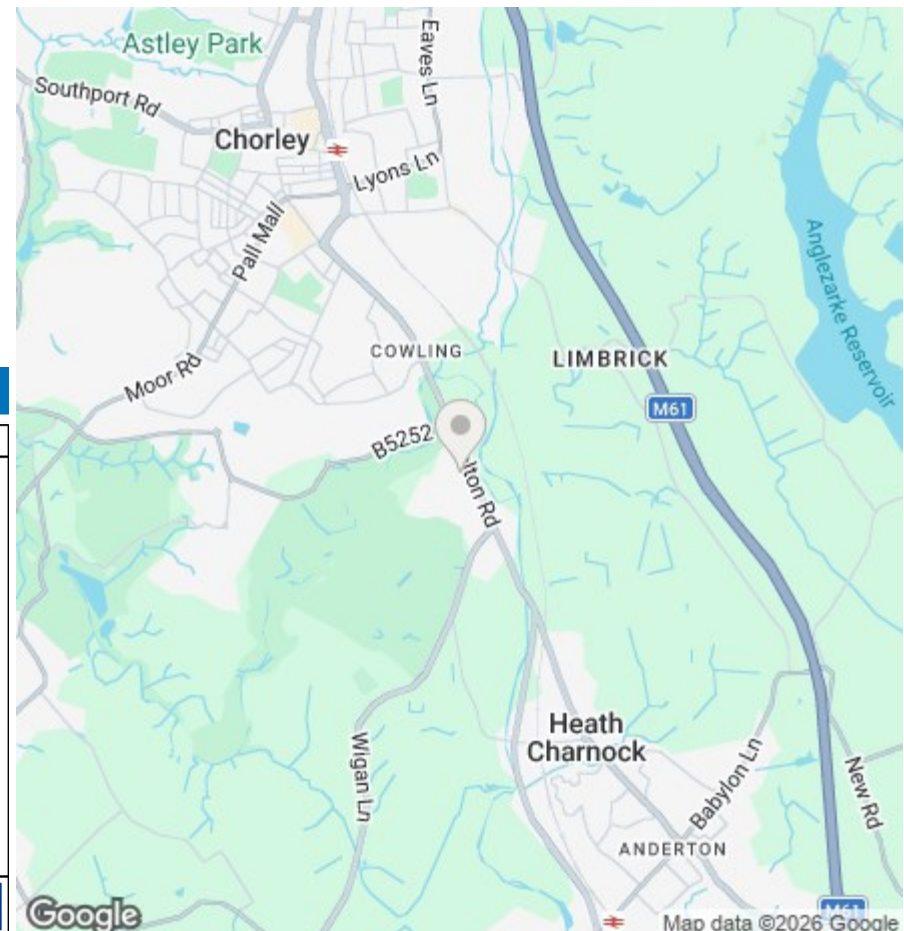 Astley Park
Eaves Ln
Southport Rd
Chorley
Lyons Ln
Pall Mall
Anglezarke Reservoir
COWLING
LIMBRICK
Moor Rd
M61
B5252
lton Rd
Heath
Charnock
Wigan Ln
Babylon Ln
New Rd
ANDERTON
M61
Google
Map data ©2026 Google